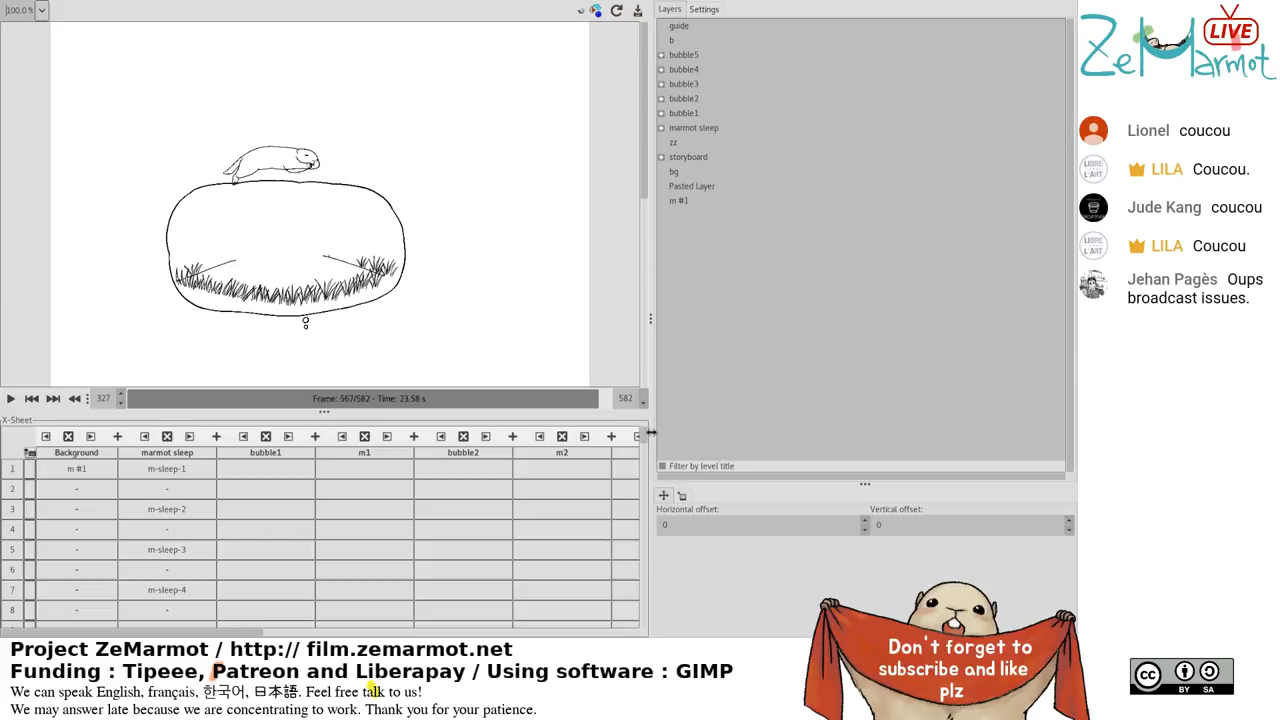 100.0 %
Layers Settings
guide
b
bubble5
bubble4
bubble3
bubble2
bubble1
marmot sleep
zz
storyboard
bg
Pasted Layer
m #1
Filter by level title
Horizontal offset: Vertical offset:
0 0
327 Frame: 567/582 - Time: 23.58 s 582
X-Sheet
Background marmot sleep bubble1 m1 bubble2 m2
1 m #1 m-sleep-1
2 - -
3 - m-sleep-2
4 - -
5 - m-sleep-3
6 - -
7 - m-sleep-4
8 - -
ZeMarmot LIVE
Lionel coucou
LILA Coucou.
Jude Kang coucou
LILA Coucou
Jehan Pagès Oups
broadcast issues.
Don't forget to
subscribe and like
plz
Project ZeMarmot / http:// film.zemarmot.net
Funding : Tipeee, Patreon and Liberapay / Using software : GIMP
We can speak English, français, 한국어, 日本語. Feel free talk to us!
We may answer late because we are concentrating to work. Thank you for your patience.
cc BY SA